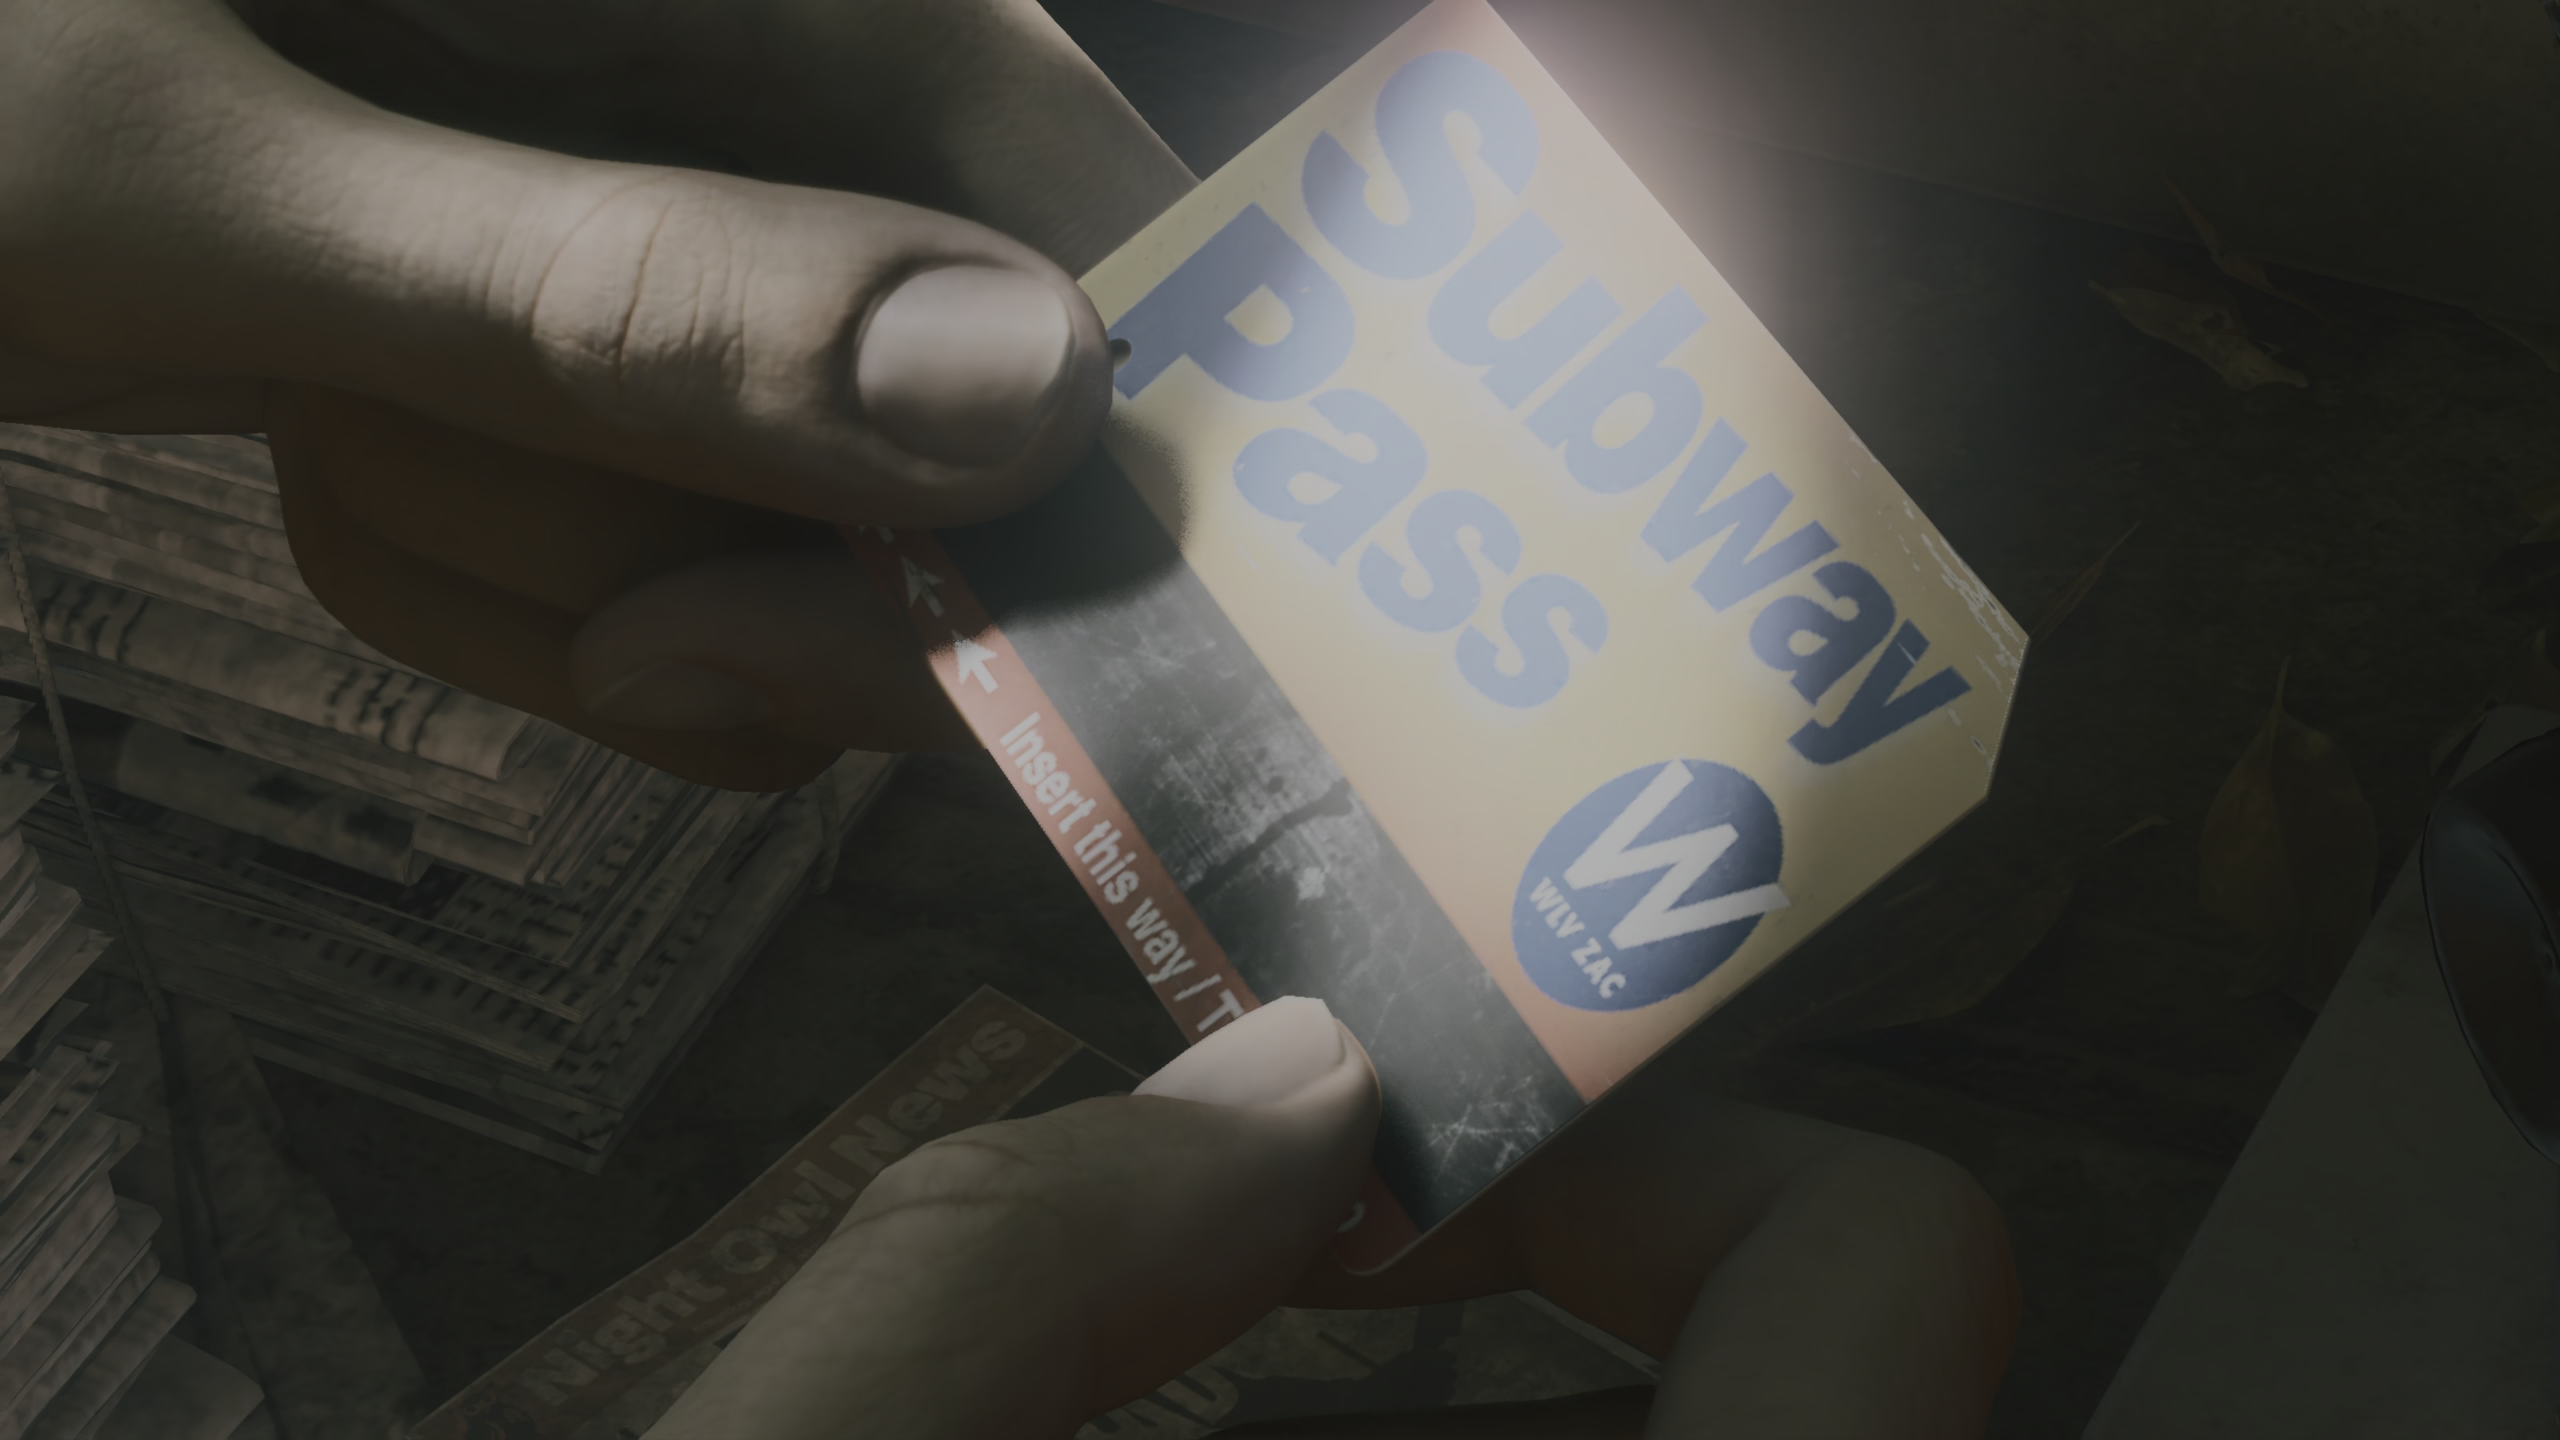 Subway
Pass
W
WLV ZAC
Insert this way / T
Night Owl News